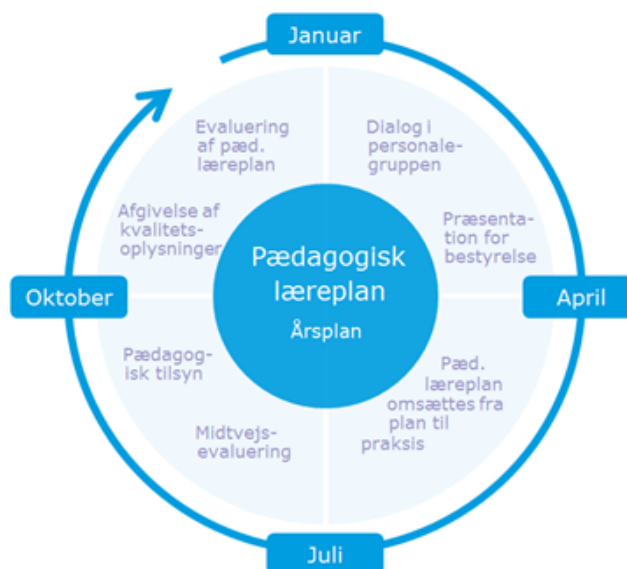 Januar
Evaluering
af pæd.
læreplan
Dialog i
personale-
gruppen
Afgivelse af
kvalitets-
oplysninger
Præsenta-
tion for
bestyrelse
Pædagogisk
læreplan
Årsplan
Oktober
April
Pædagog-
isk tilsyn
Pæd.
læreplan
omsættes fra
plan til
praksis
Midtvejs-
evaluering
Juli